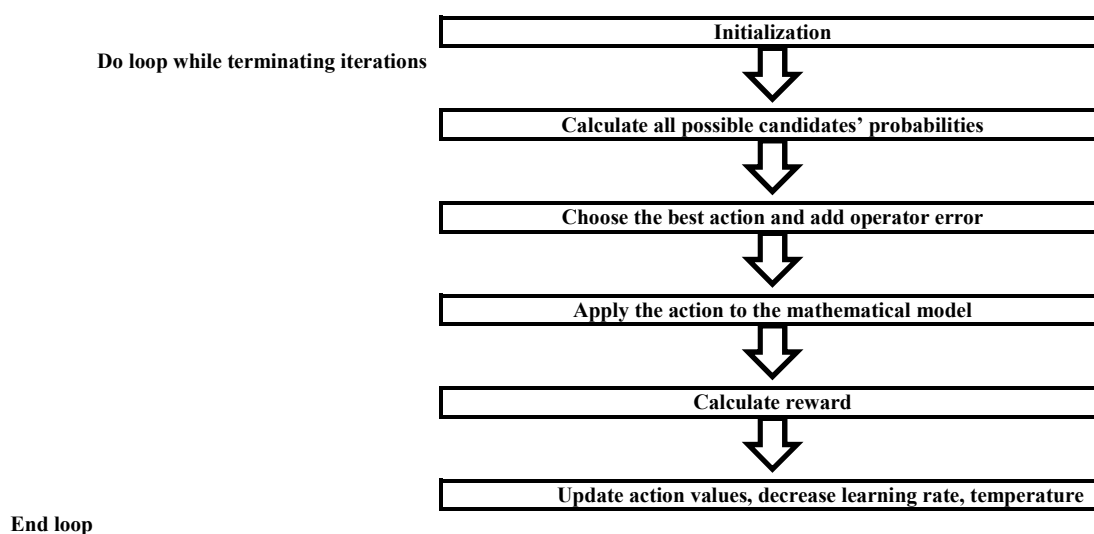 Initialization
Do loop while terminating iterations
Calculate all possible candidates’ probabilities
Choose the best action and add operator error
Apply the action to the mathematical model
Calculate reward
Update action values, decrease learning rate, temperature
End loop